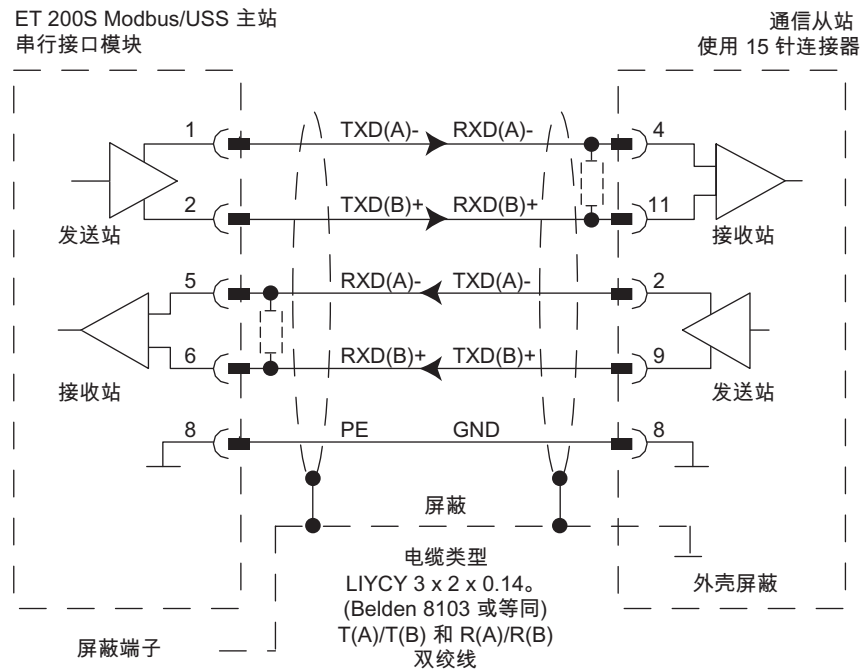 ET 200S Modbus/USS 主站
串行接口模块
通信从站
使用 15 针连接器
1 TXD(A)- RXD(A)- 4
2 TXD(B)+ RXD(B)+ 11
发送站
接收站
5 RXD(A)- TXD(A)- 2
6 RXD(B)+ TXD(B)+ 9
接收站
发送站
8 PE GND 8
屏蔽
电缆类型
LIYCY 3 x 2 x 0.14。
(Belden 8103 或等同)
T(A)/T(B) 和 R(A)/R(B)
双绞线
外壳屏蔽
屏蔽端子